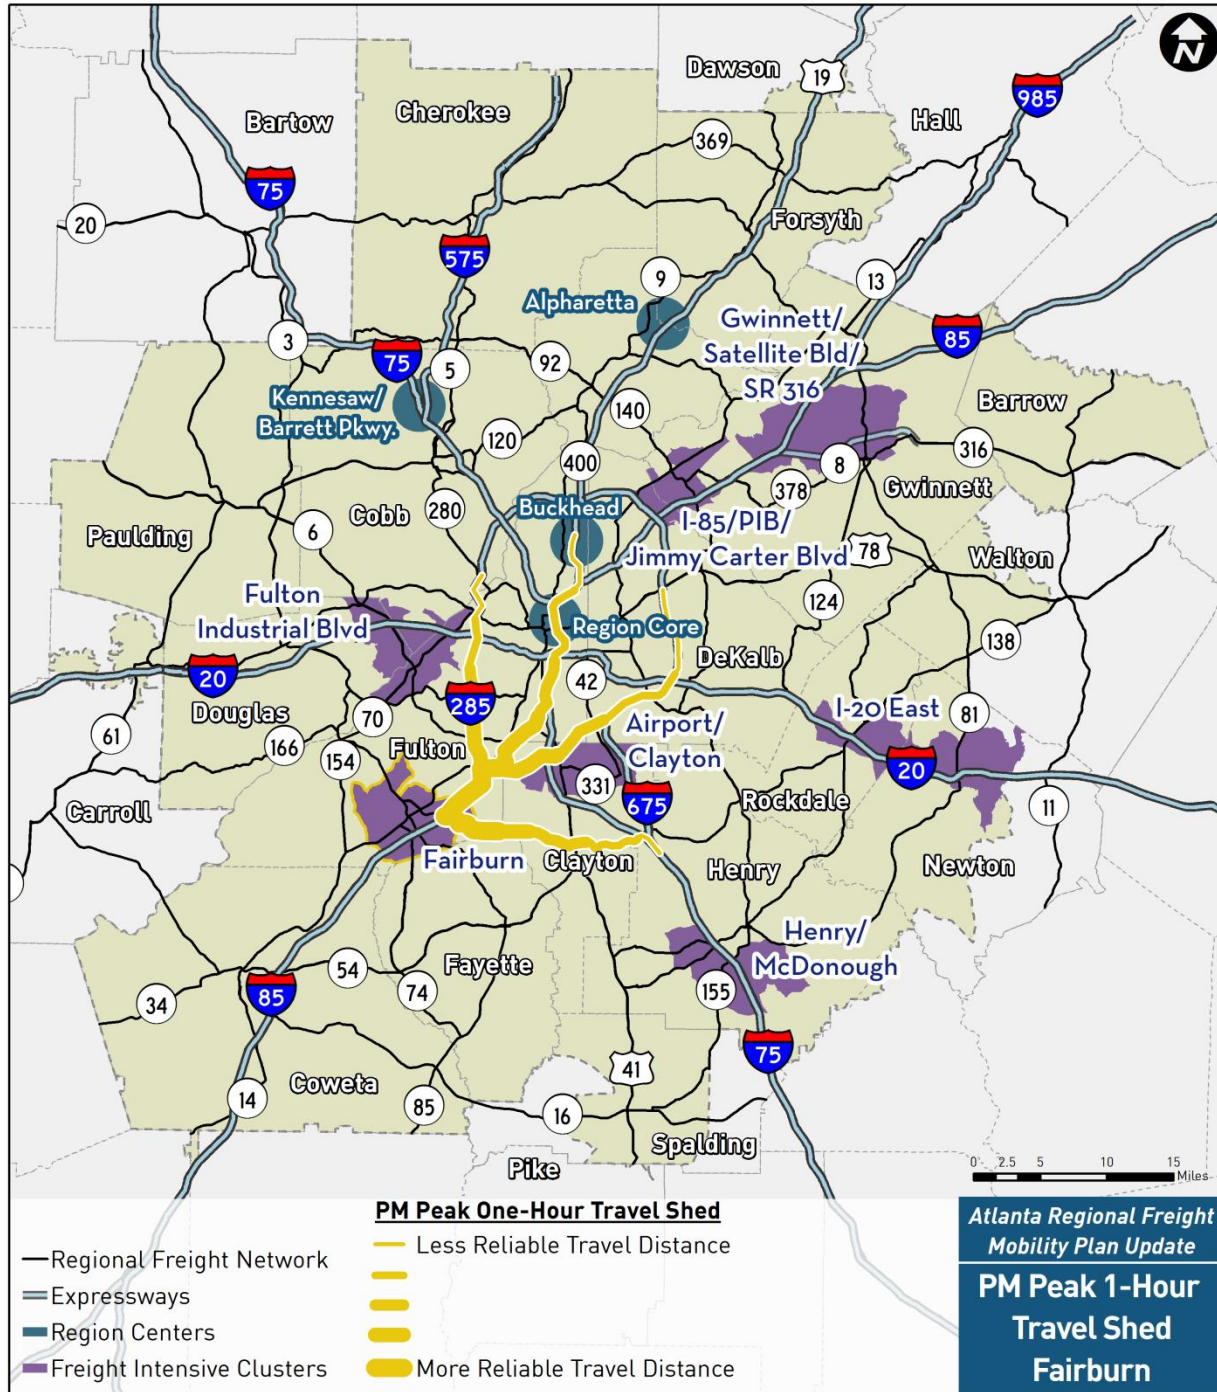 N
Dawson
19
985
Hall
Bartow
Cherokee
369
75
20
Forsyth
575
9
13
Alpharetta
Gwinnett/
Satellite Bld/
SR 316
85
3
75
5
92
Barrow
Kennesaw/
Barrett Pkwy.
140
120
400
316
8
378
Gwinnett
280
Cobb
Buckhead
6
Paulding
I-85/PIB/
Jimmy Carter Blvd
78
Walton
Fulton
Industrial Blvd
124
Region Core
138
DeKalb
20
42
285
Douglas
70
I-20 East
81
61
Airport/
Clayton
166
154
Fulton
20
331
675
Rockdale
Carroll
11
Fairburn
Clayton
Henry
Newton
Henry/
McDonough
54
Fayette
74
34
85
155
75
41
Coweta
14
85
16
Spalding
Pike
0 2.5 5 10 15
Miles
PM Peak One-Hour Travel Shed
Less Reliable Travel Distance
More Reliable Travel Distance
Regional Freight Network
Expressways
Region Centers
Freight Intensive Clusters
Atlanta Regional Freight
Mobility Plan Update
PM Peak 1-Hour
Travel Shed
Fairburn